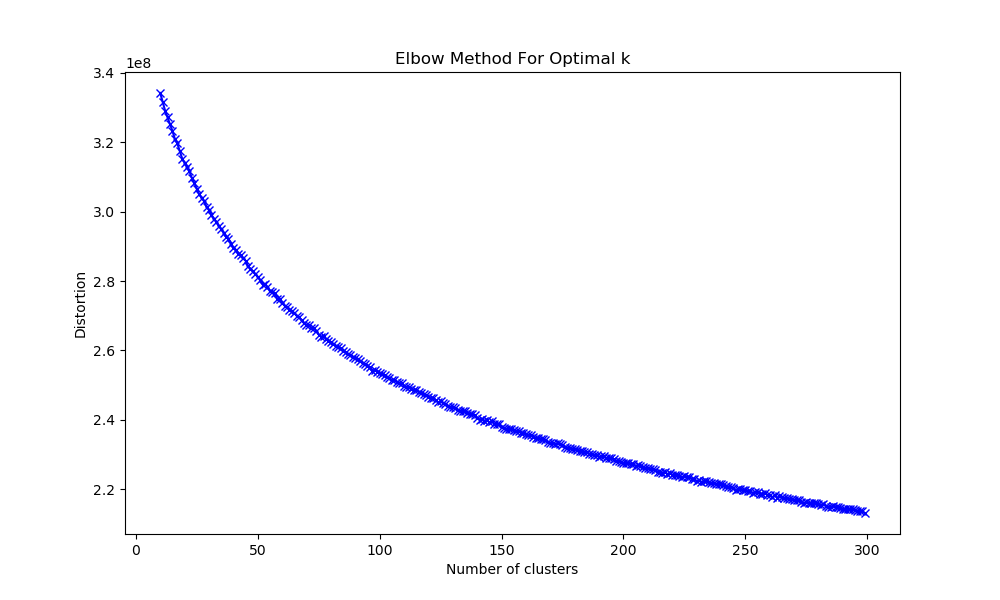 Elbow Method For Optimal k
1e8
3.4
3.2
3.0
2.8
2.6
2.4
2.2
Distortion
0 50 100 150 200 250 300
Number of clusters